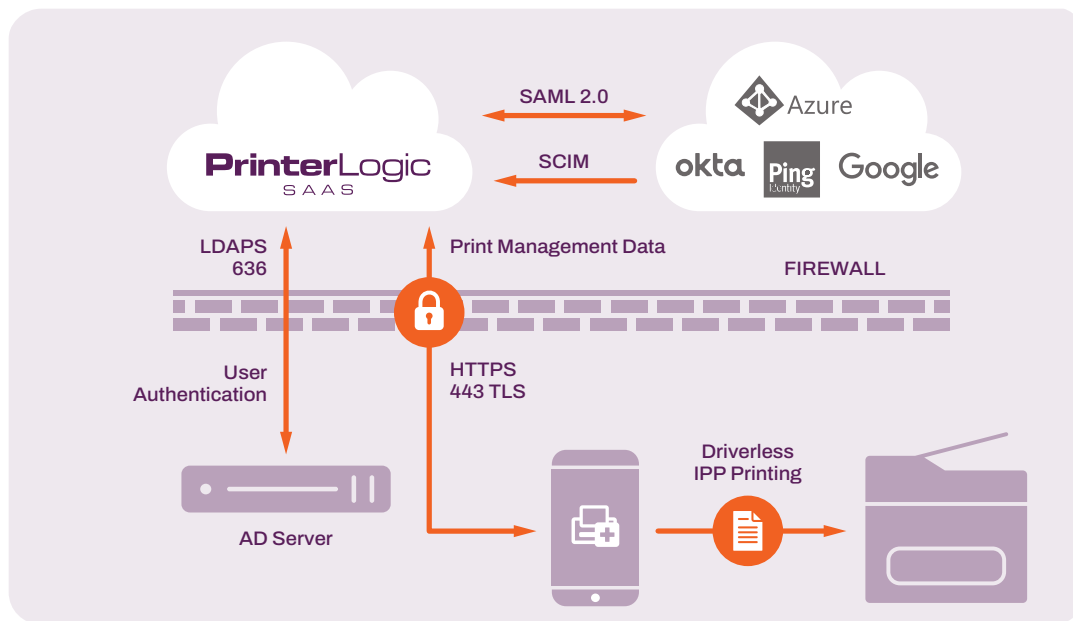 SAML 2.0
Azure
PrinterLogic
SAAS
SCIM
okta
Ping
Identity
Google
LDAPS
636
Print Management Data
FIREWALL
User
Authentication
HTTPS
443 TLS
Driverless
IPP Printing
AD Server